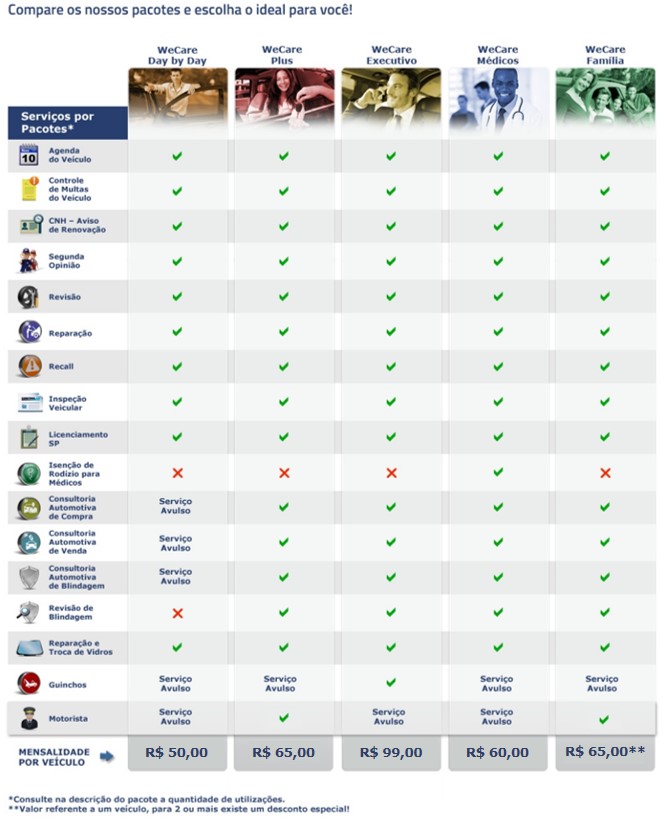 Compare os nossos pacotes e escolha o ideal para você!
WeCare
Day by Day
WeCare
Plus
WeCare
Executivo
WeCare
Médicos
WeCare
Família
Serviços por
Pacotes*
10
Agenda
do Veículo
Controle
de Multas
do Veículo
CNH – Aviso
de Renovação
Segunda
Opinião
Revisão
Reparação
Recall
Inspeção
Veicular
Licenciamento
SP
Isenção de
Rodízio para
Médicos
Consultoria
Automotiva
de Compra
Serviço
Avulso
Consultoria
Automotiva
de Venda
Serviço
Avulso
Consultoria
Automotiva
de Blindagem
Serviço
Avulso
Revisão de
Blindagem
Reparação e
Troca de Vidros
Guinchos
Serviço
Avulso
Serviço
Avulso
Serviço
Avulso
Serviço
Avulso
Motorista
Serviço
Avulso
Serviço
Avulso
Serviço
Avulso
MENSALIDADE
POR VEÍCULO
R$ 50,00
R$ 65,00
R$ 99,00
R$ 60,00
R$ 65,00**
*Consulte na descrição do pacote a quantidade de utilizações.
**Valor referente a um veículo, para 2 ou mais existe um desconto especial!